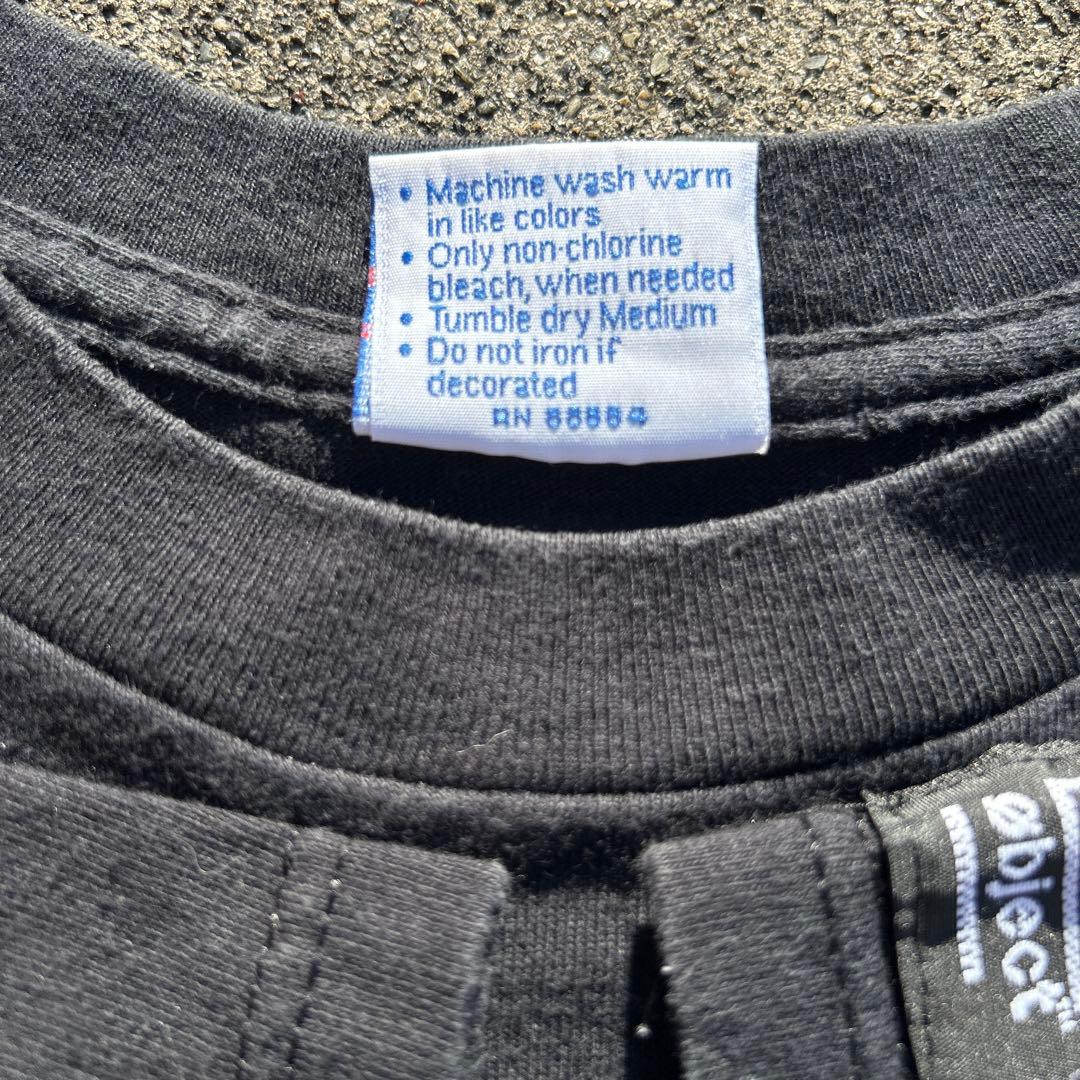 • Machine wash warm
in like colors
• Only non-chlorine
bleach, when needed
• Tumble dry Medium
• Do not iron if
decorated
RN
object